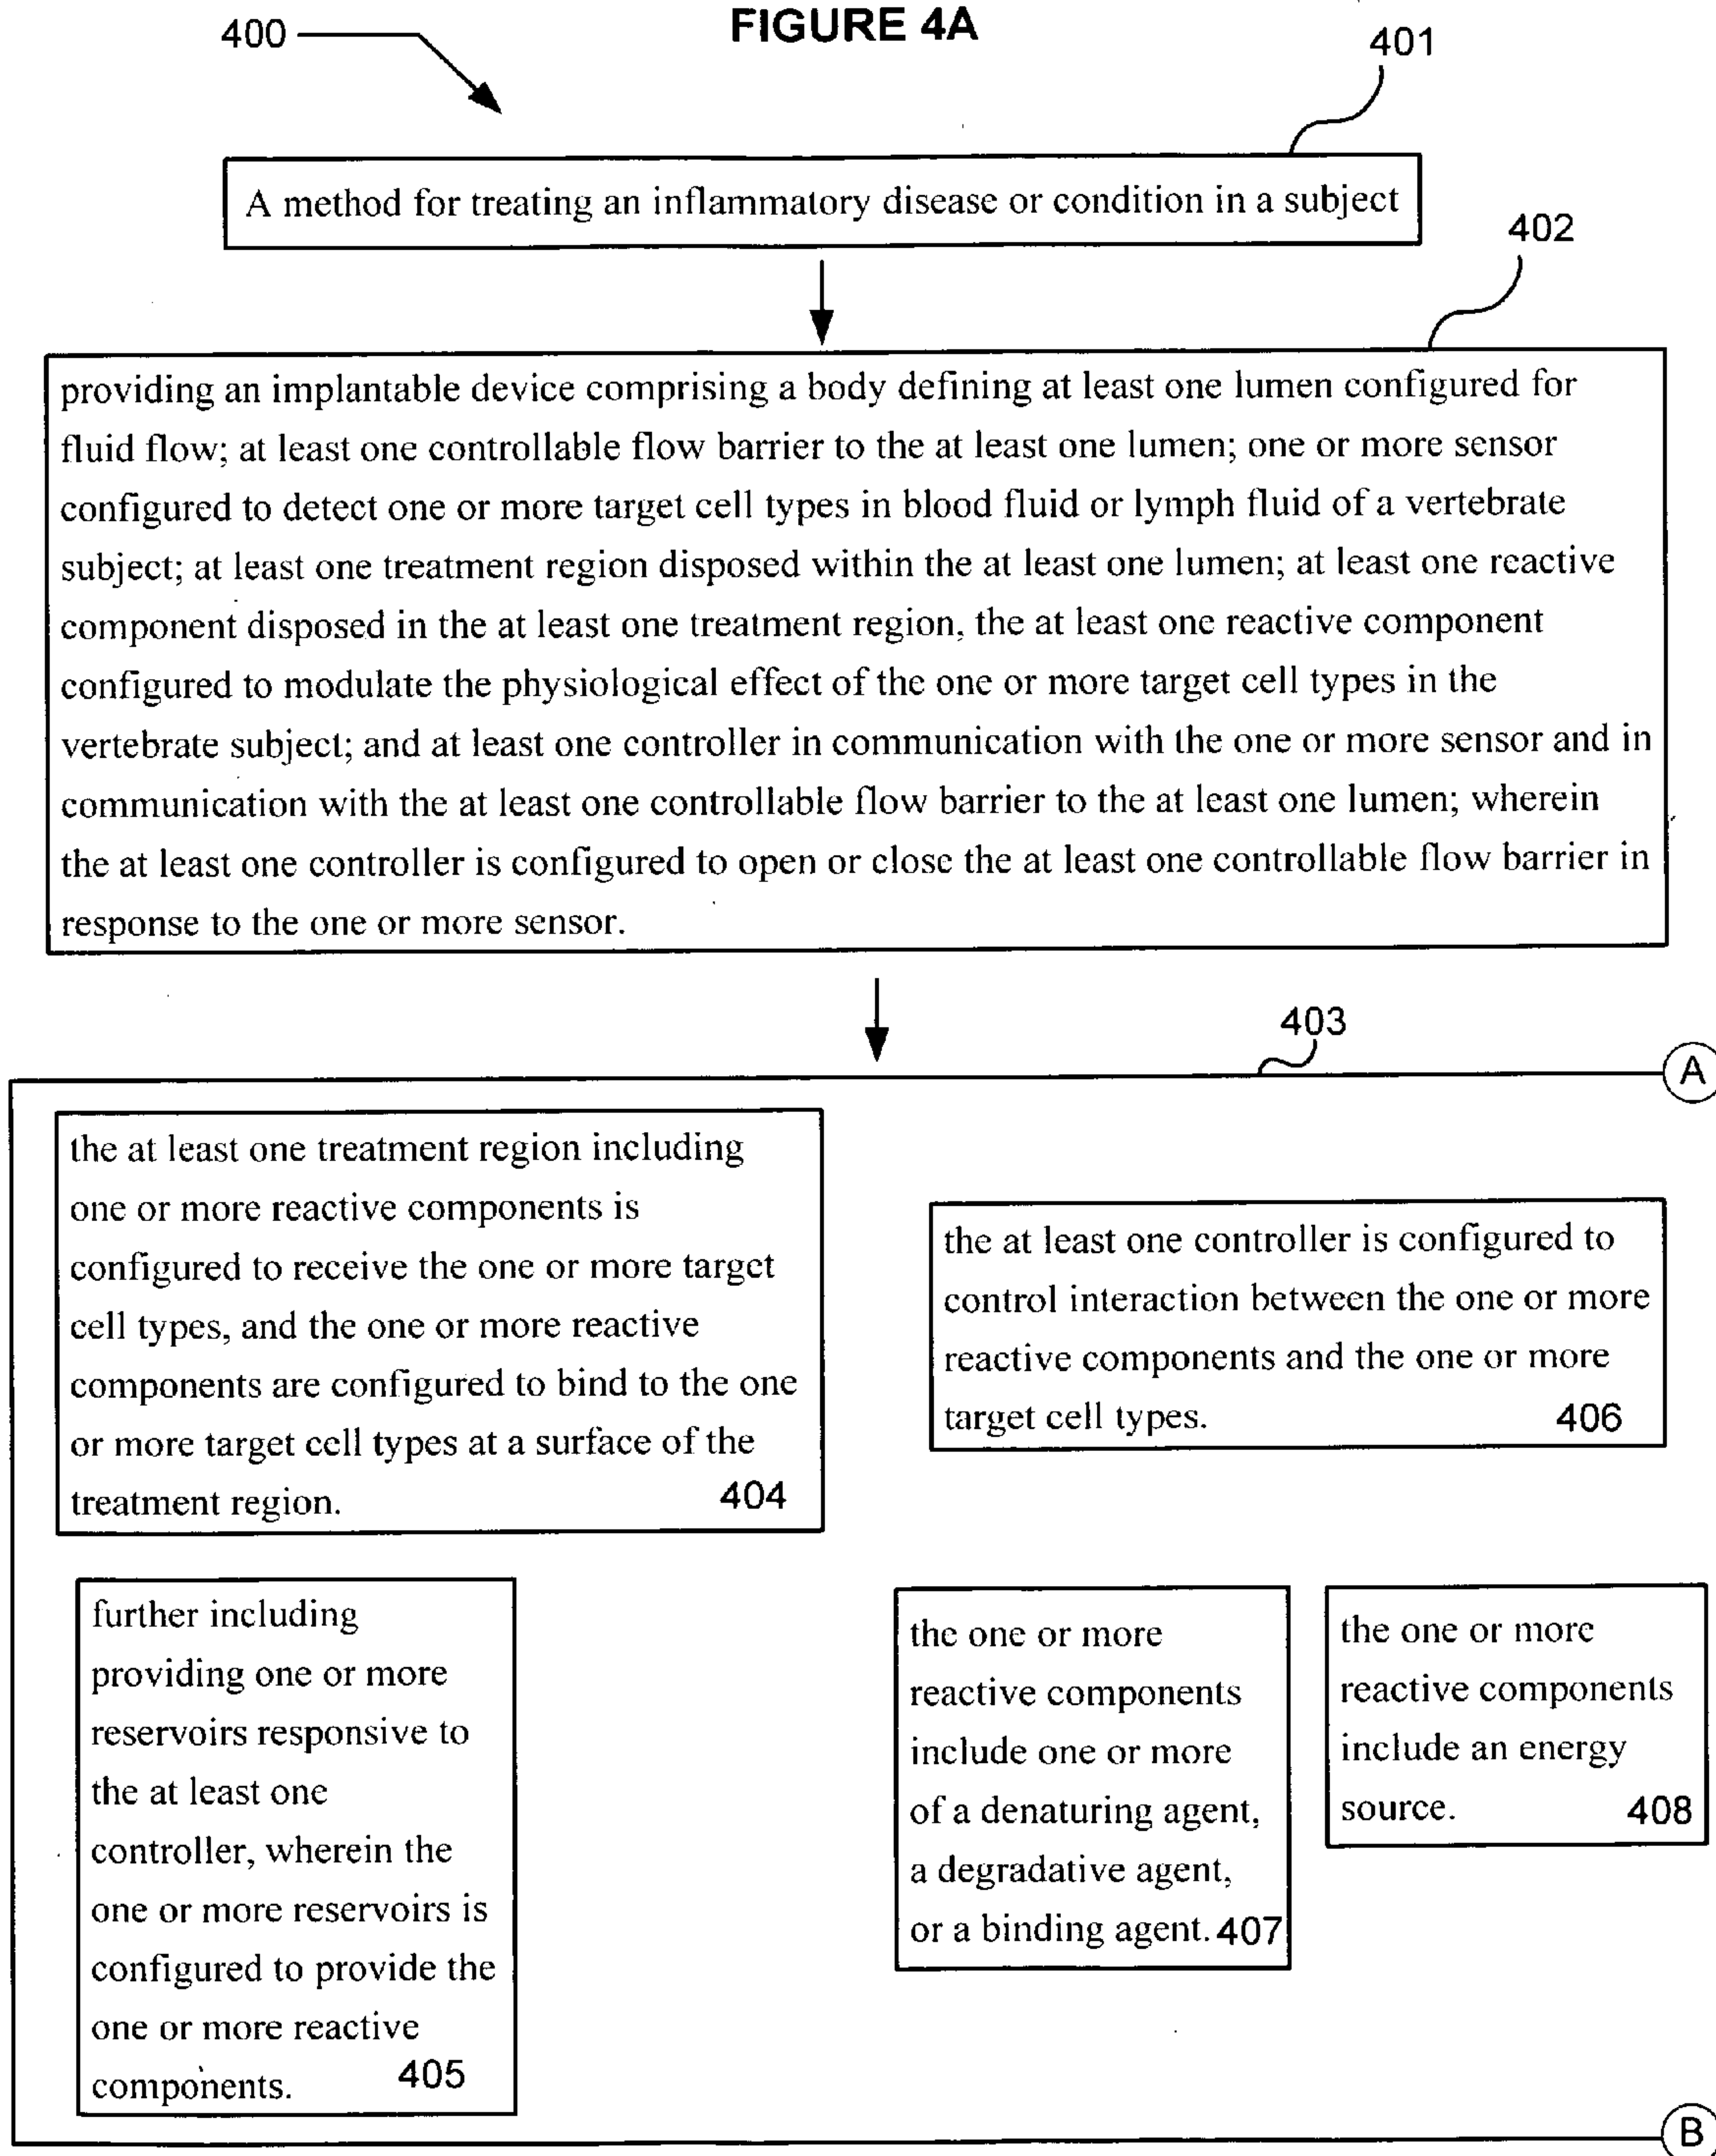 FIGURE 4A
400
401
A method for treating an inflammatory disease or condition in a subject
402
providing an implantable device comprising a body defining at least one lumen configured for
fluid flow; at least one controllable flow barrier to the at least one lumen; one or more sensor
configured to detect one or more target cell types in blood fluid or lymph fluid of a vertebrate
subject; at least one treatment region disposed within the at least one lumen; at least one reactive
component disposed in the at least one treatment region, the at least one reactive component
configured to modulate the physiological effect of the one or more target cell types in the
vertebrate subject; and at least one controller in communication with the one or more sensor and in
communication with the at least one controllable flow barrier to the at least one lumen; wherein
the at least one controller is configured to open or close the at least one controllable flow barrier in
response to the one or more sensor.
403
A
the at least one treatment region including
one or more reactive components is
configured to receive the one or more target
cell types, and the one or more reactive
components are configured to bind to the one
or more target cell types at a surface of the
treatment region. 404
the at least one controller is configured to
control interaction between the one or more
reactive components and the one or more
target cell types. 406
further including
providing one or more
reservoirs responsive to
the at least one
controller, wherein the
one or more reservoirs is
configured to provide the
one or more reactive
components. 405
the one or more
reactive components
include one or more
of a denaturing agent,
a degradative agent,
or a binding agent. 407
the one or more
reactive components
include an energy
source. 408
B